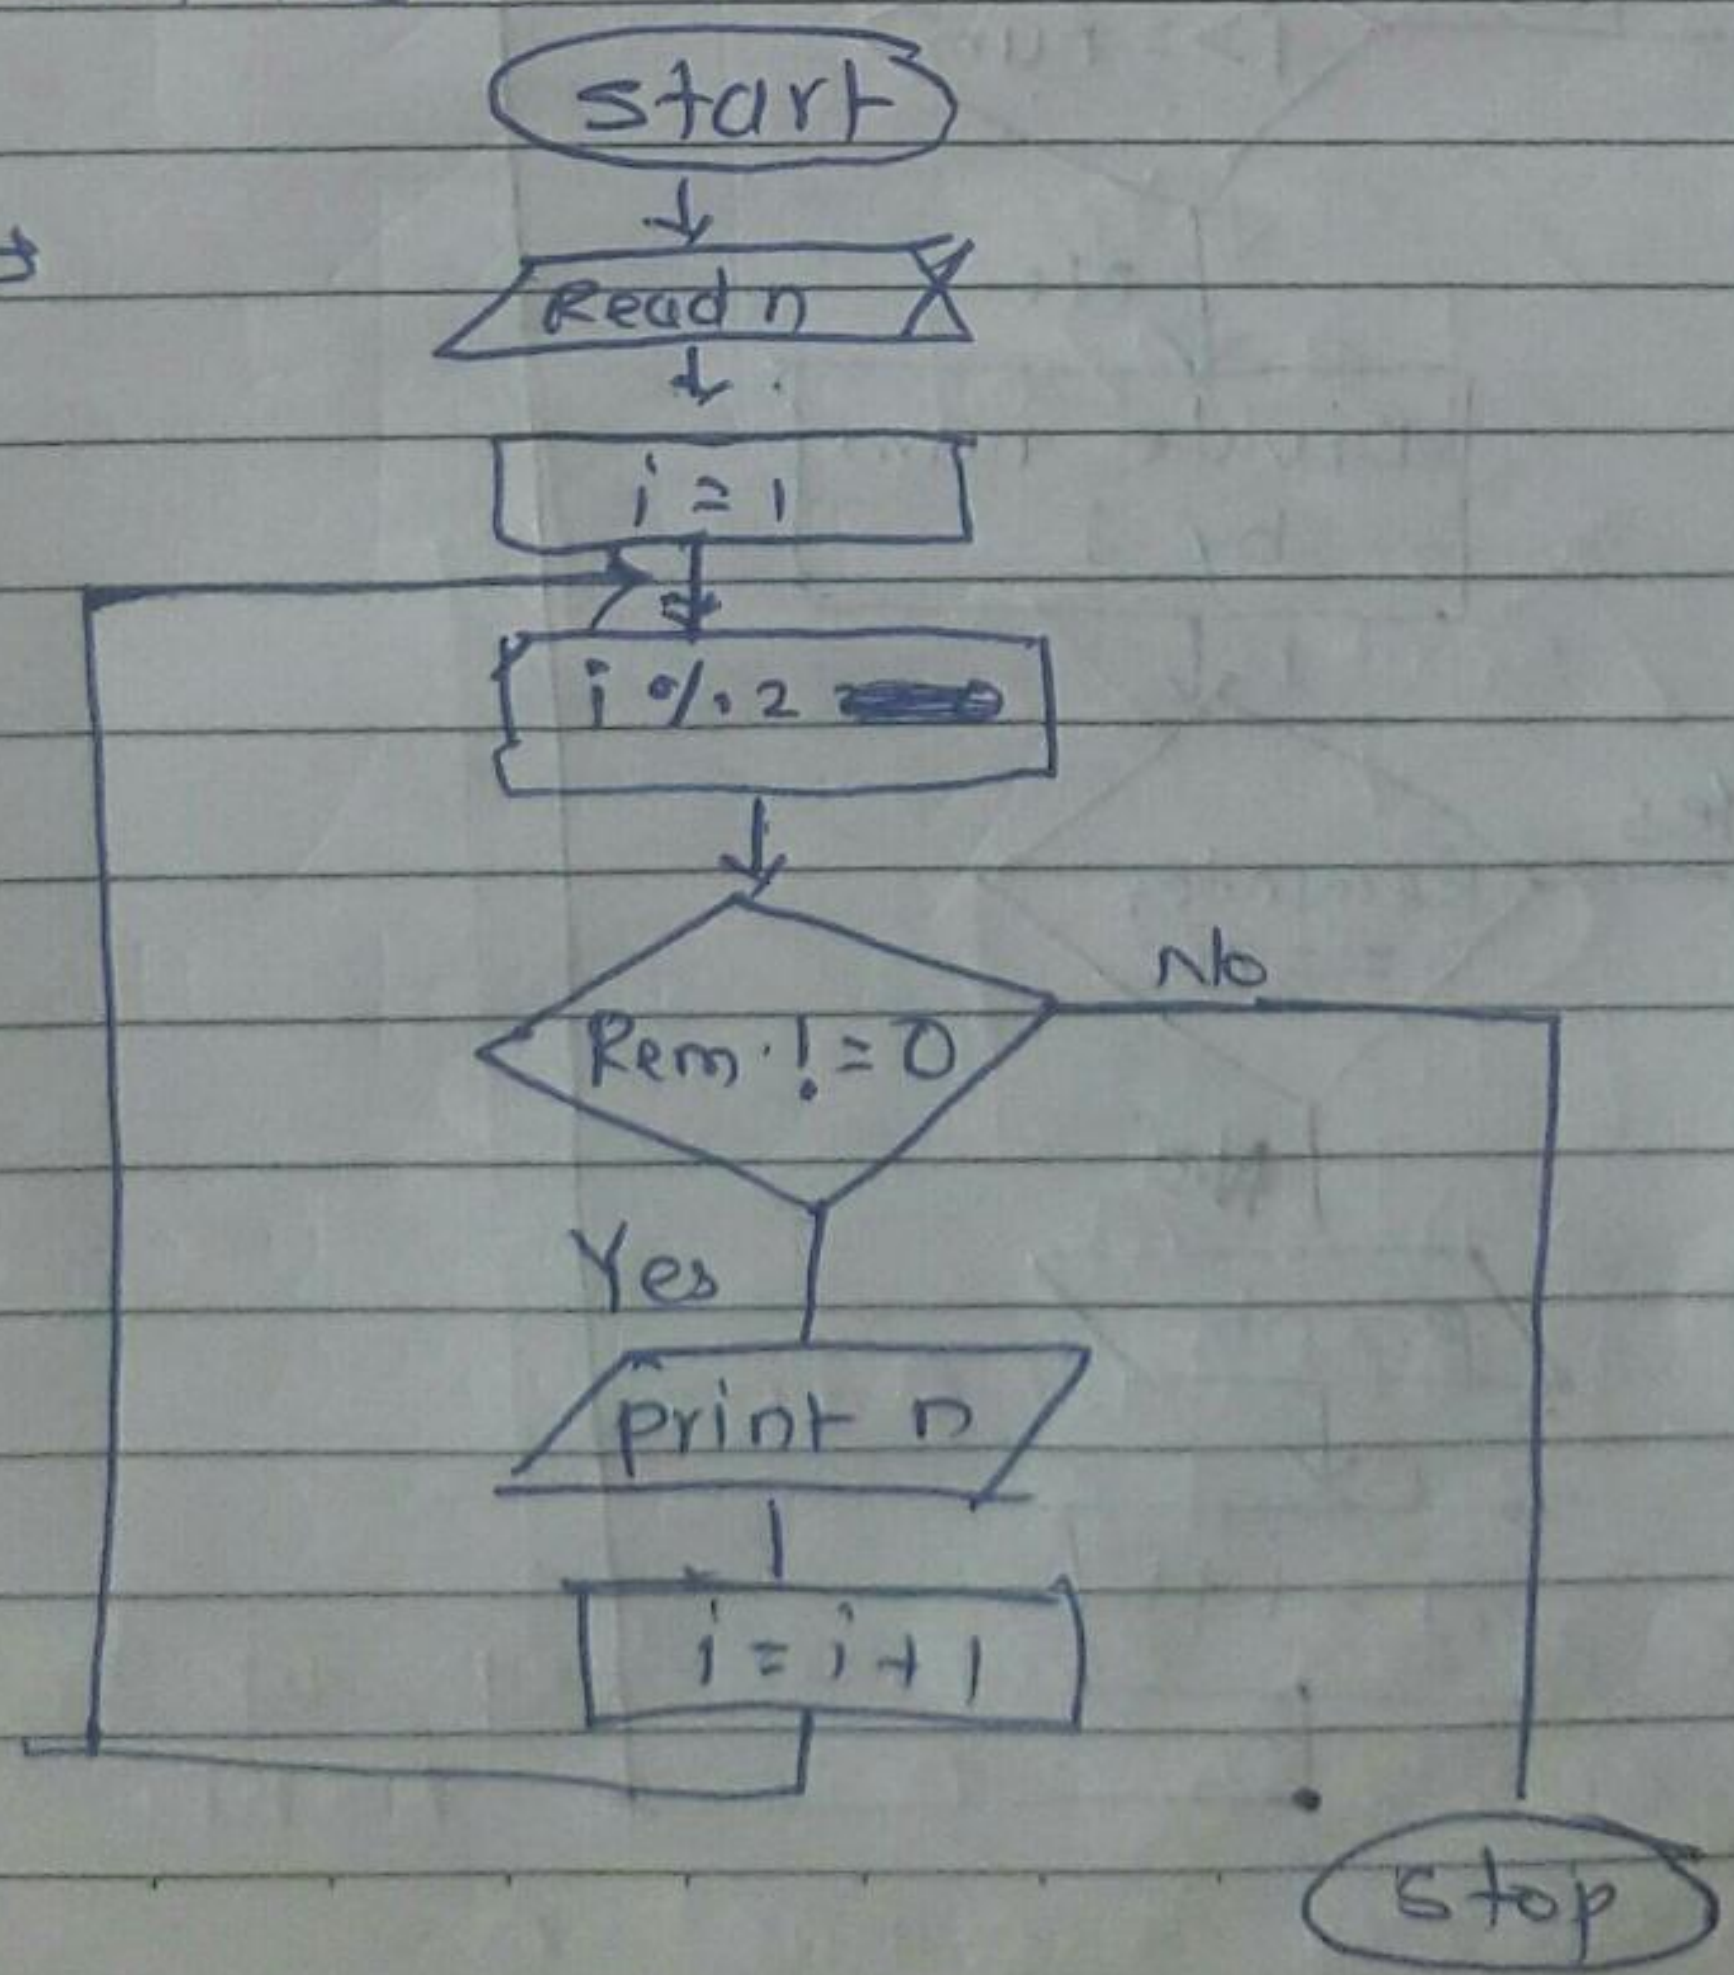 start
Read n
i = 1
i % 2
No
Rem != 0
Yes
print n
i = i + 1
stop